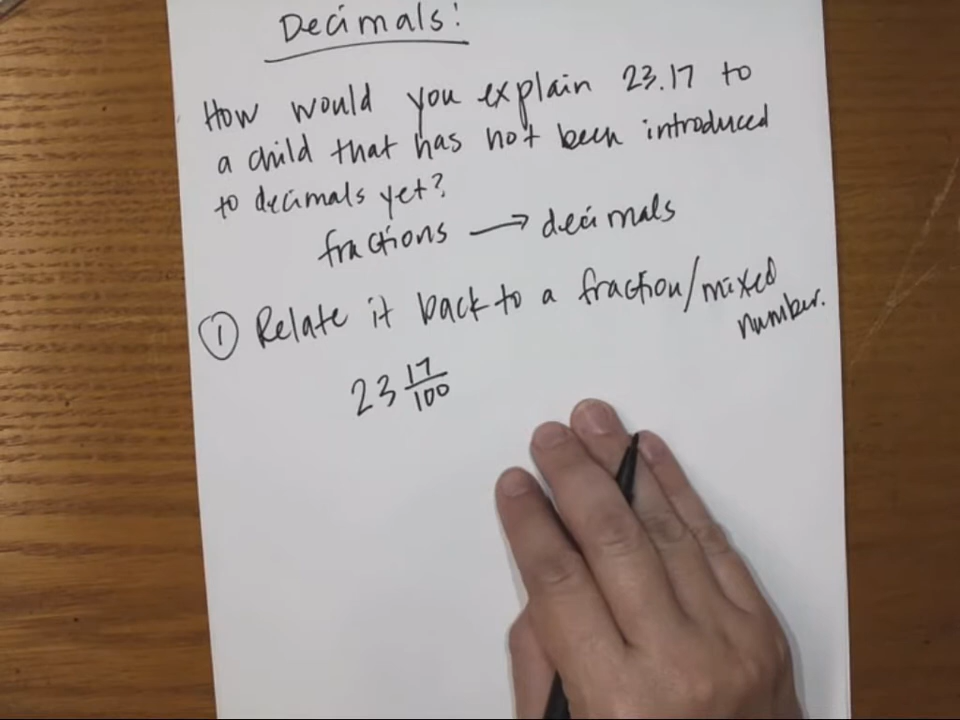 Decimals:
How would you explain 23.17 to
a child that has not been introduced
to decimals yet?
fractions → decimals
① Relate it back to a fraction/mixed
number.
23 17/100